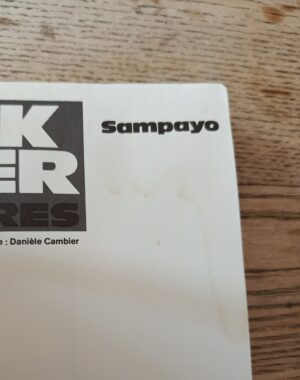 K
Sampayo
ER
RES
e : Danièle Cambier